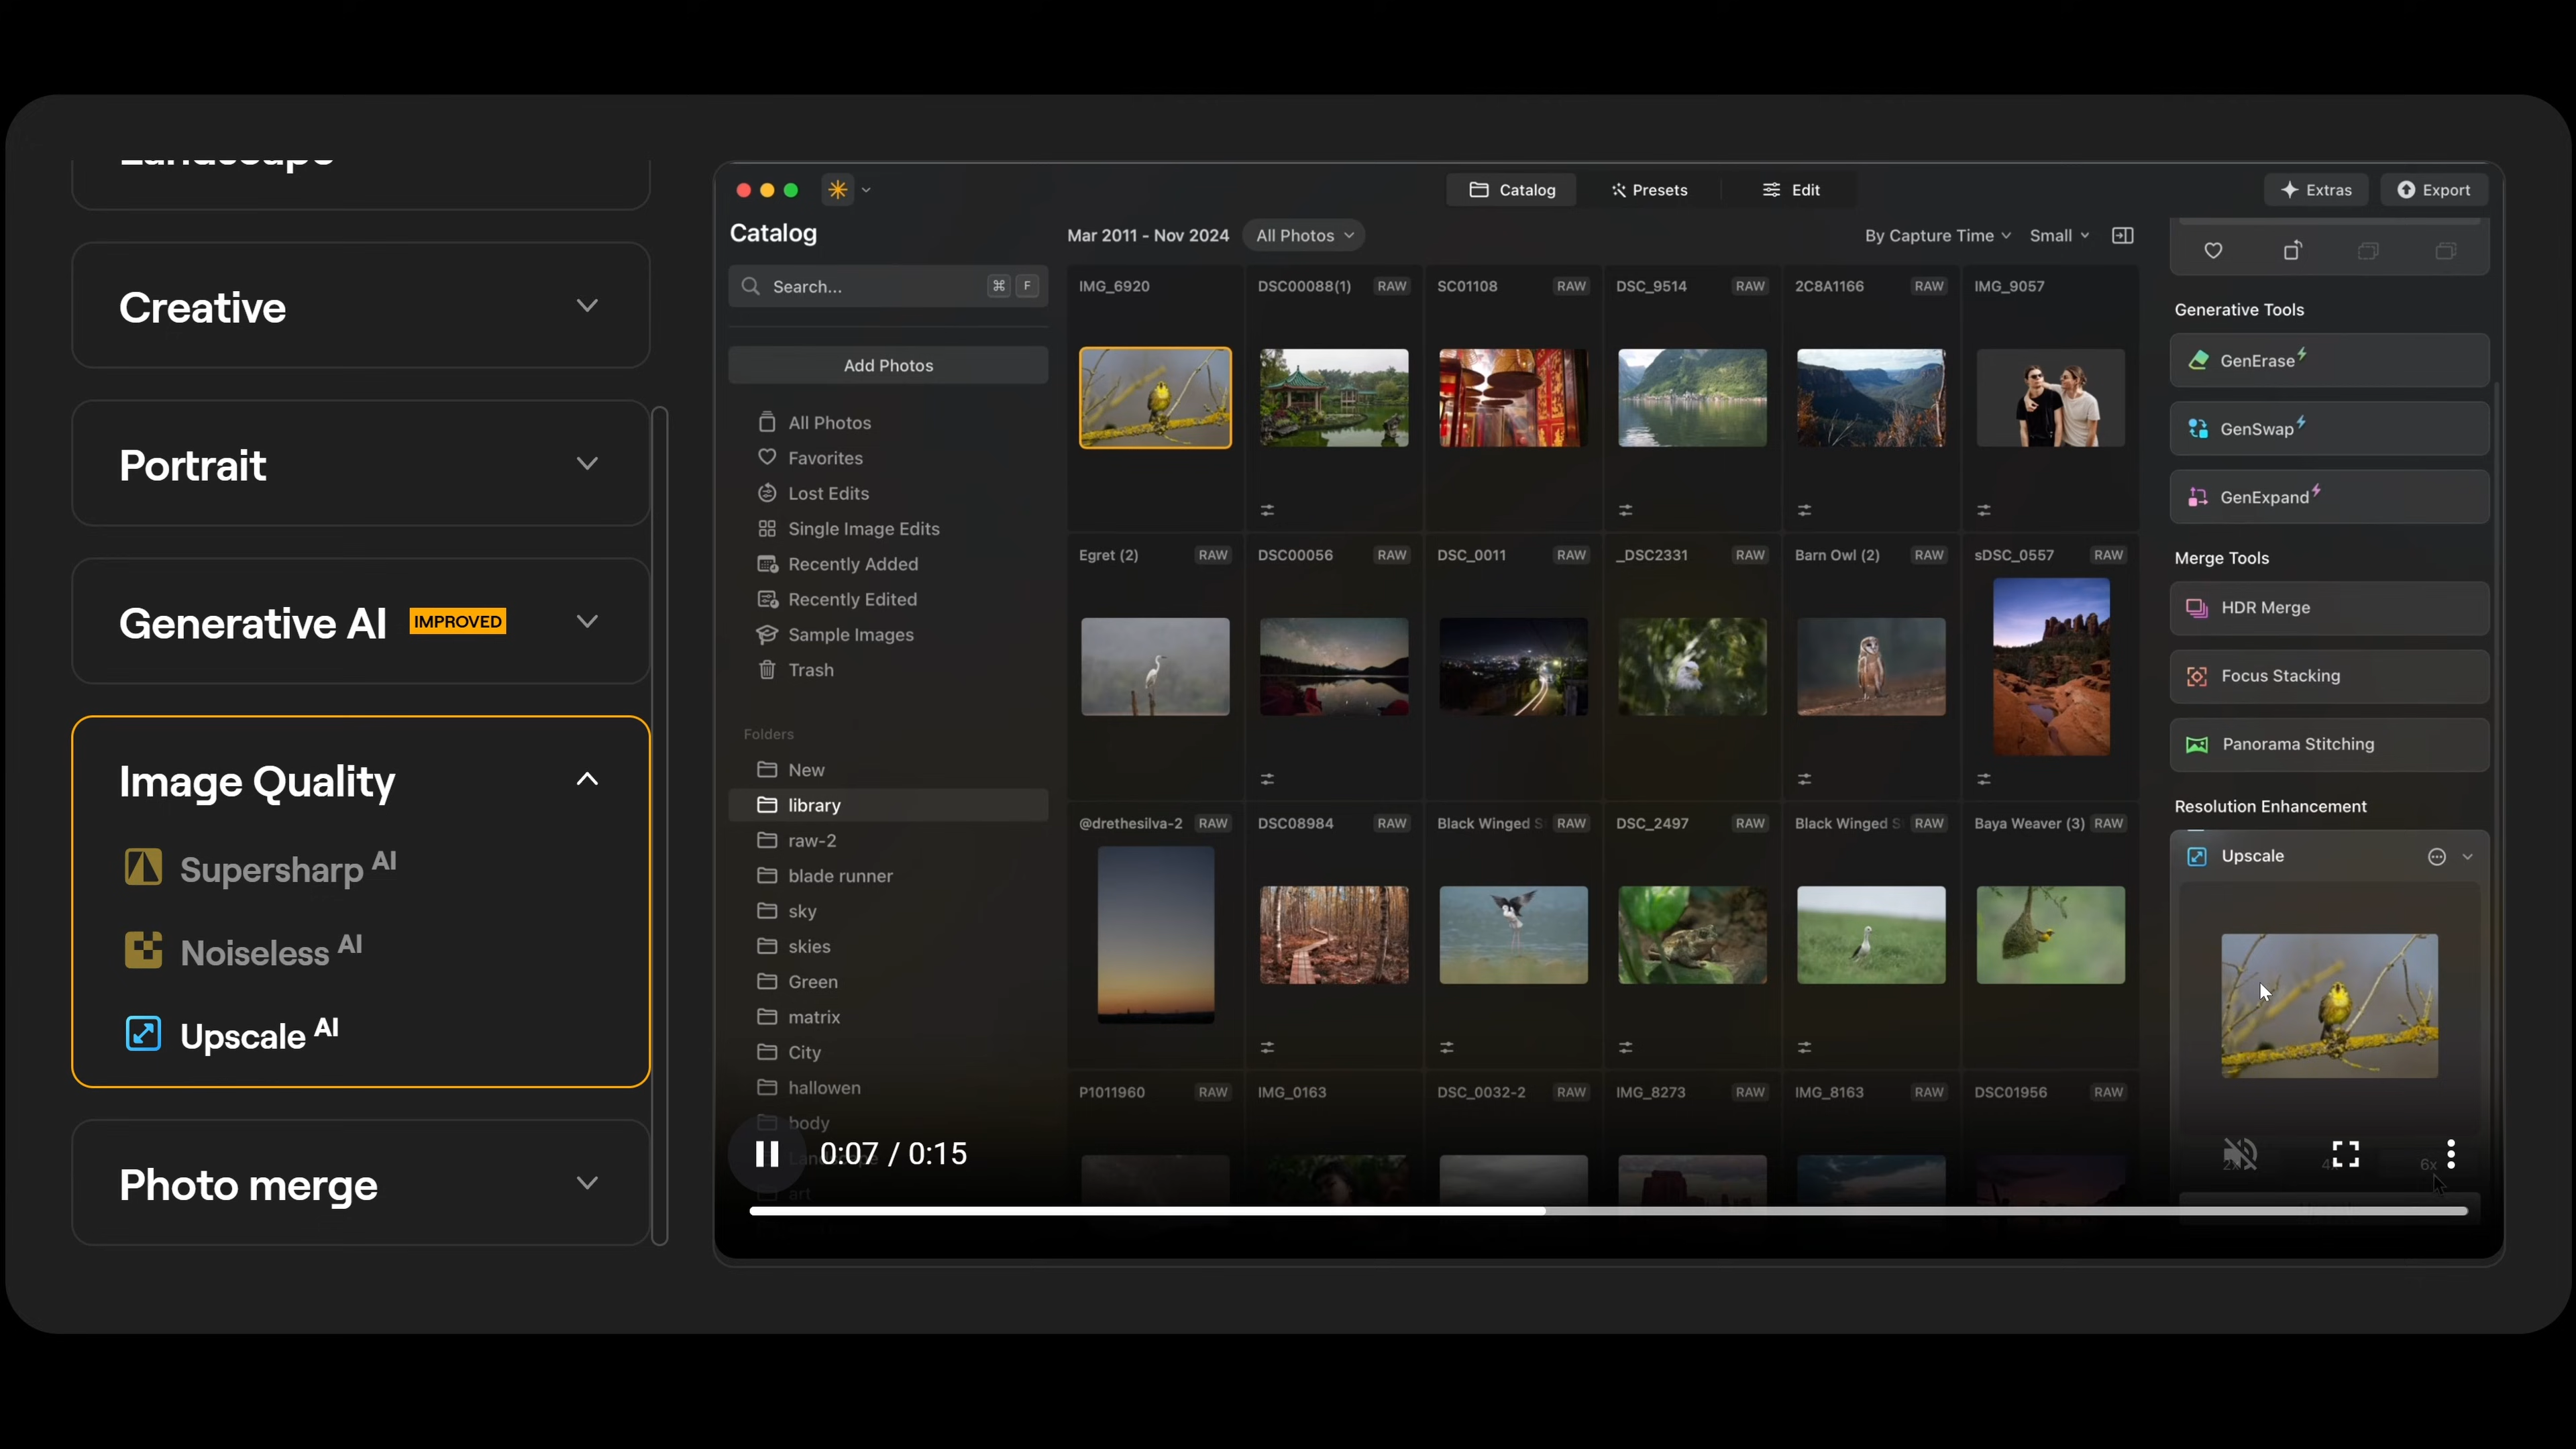 Landscape
Creative
Portrait
Generative AI IMPROVED
Image Quality
Supersharp AI
Noiseless AI
Upscale AI
Photo merge
Catalog Presets Edit
Extras Export
Catalog
Search... ⌘ F
Add Photos
All Photos
Favorites
Lost Edits
Single Image Edits
Recently Added
Recently Edited
Sample Images
Trash
Folders
New
library
raw-2
blade runner
sky
skies
Green
matrix
City
hallowen
body
art
0:07 / 0:15
Mar 2011 - Nov 2024 All Photos By Capture Time Small
IMG_6920 DSC00088(1) RAW SC01108 RAW DSC_9514 RAW 2C8A1166 RAW IMG_9057
Egret (2) RAW DSC00056 RAW DSC_0011 RAW _DSC2331 RAW Barn Owl (2) RAW sDSC_0557 RAW
@drethesilva-2 RAW DSC08984 RAW Black Winged S RAW DSC_2497 RAW Black Winged S RAW Baya Weaver (3) RAW
P1011960 RAW IMG_0163 DSC_0032-2 RAW IMG_8273 RAW IMG_8163 RAW DSC01956 RAW
Generative Tools
GenErase
GenSwap
GenExpand
Merge Tools
HDR Merge
Focus Stacking
Panorama Stitching
Resolution Enhancement
Upscale
6x